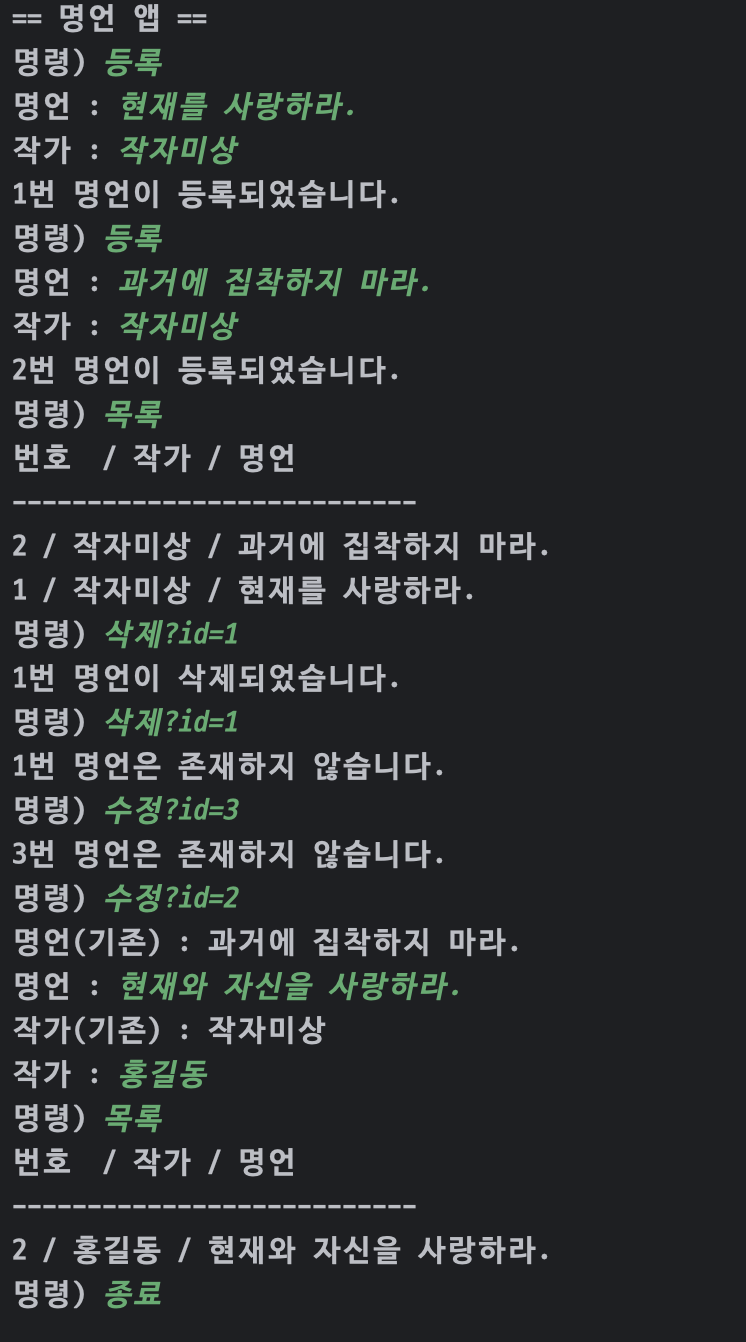 == 명언 앱 ==
명령) 등록
명언 : 현재를 사랑하라.
작가 : 작자미상
1번 명언이 등록되었습니다.
명령) 등록
명언 : 과거에 집착하지 마라.
작가 : 작자미상
2번 명언이 등록되었습니다.
명령) 목록
번호  / 작가 / 명언
---------------------------
2 / 작자미상 / 과거에 집착하지 마라.
1 / 작자미상 / 현재를 사랑하라.
명령) 삭제?id=1
1번 명언이 삭제되었습니다.
명령) 삭제?id=1
1번 명언은 존재하지 않습니다.
명령) 수정?id=3
3번 명언은 존재하지 않습니다.
명령) 수정?id=2
명언(기존) : 과거에 집착하지 마라.
명언 : 현재와 자신을 사랑하라.
작가(기존) : 작자미상
작가 : 홍길동
명령) 목록
번호  / 작가 / 명언
---------------------------
2 / 홍길동 / 현재와 자신을 사랑하라.
명령) 종료